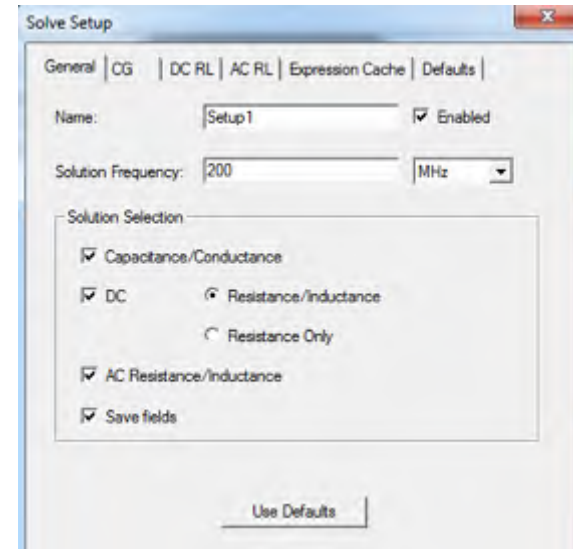 Solve Setup
General CG DC RL AC RL Expression Cache Defaults
Name: Setup1 Enabled
Solution Frequency: 200 MHz
Solution Selection
Capacitance/Conductance
DC Resistance/Inductance
Resistance Only
AC Resistance/Inductance
Save fields
Use Defaults